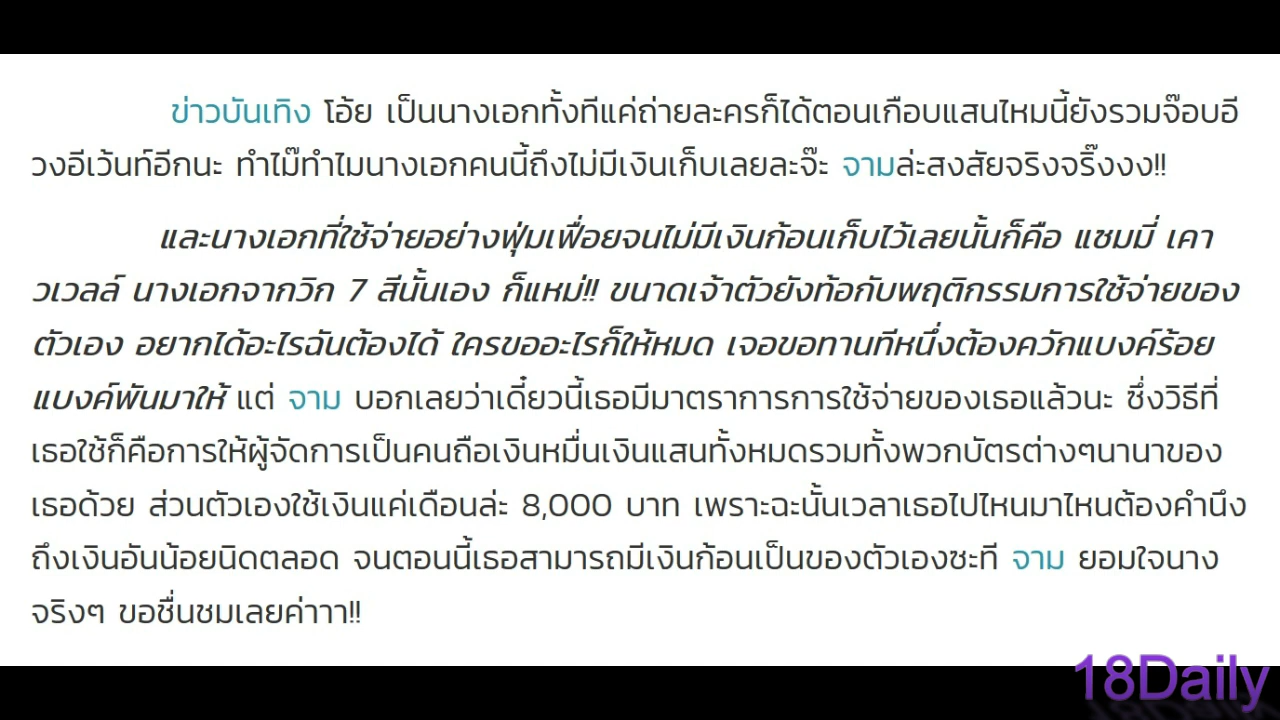 ข่าวบันเทิง โอ้ย เป็นนางเอกทั้งทีแค่ถ่ายละครก็ได้ตอนเกือบแสนไหมนี้ยังรวมจ๊อบอี
วงอีเว้นท์อีกนะ ทำไม๊ทำไมนางเอกคนนี้ถึงไม่มีเงินเก็บเลยละจ๊ะ จามล่ะสงสัยจริงจริ๊งงง!!
และนางเอกที่ใช้จ่ายอย่างฟุ่มเฟื่อยจนไม่มีเงินก้อนเก็บไว้เลยนั้นก็คือ แซมมี่ เคา
วเวลล์ นางเอกจากวิก 7 สีนั้นเอง ก็แหม่!! ขนาดเจ้าตัวยังท้อกับพฤติกรรมการใช้จ่ายของ
ตัวเอง อยากได้อะไรฉันต้องได้ ใครขออะไรก็ให้หมด เจอขอทานทีหนึ่งต้องควักแบงค์ร้อย
แบงค์พันมาให้ แต่ จาม บอกเลยว่าเดี๋ยวนี้เธอมีมาตราการการใช้จ่ายของเธอแล้วนะ ซึ่งวิธีที่
เธอใช้ก็คือการให้ผู้จัดการเป็นคนถือเงินหมื่นเงินแสนทั้งหมดรวมทั้งพวกบัตรต่างๆนานาของ
เธอด้วย ส่วนตัวเองใช้เงินแค่เดือนล่ะ 8,000 บาท เพราะฉะนั้นเวลาเธอไปไหนมาไหนต้องคำนึง
ถึงเงินอันน้อยนิดตลอด จนตอนนี้เธอสามารถมีเงินก้อนเป็นของตัวเองซะที จาม ยอมใจนาง
จริงๆ ขอชื่นชมเลยค่าาา!!
18Daily